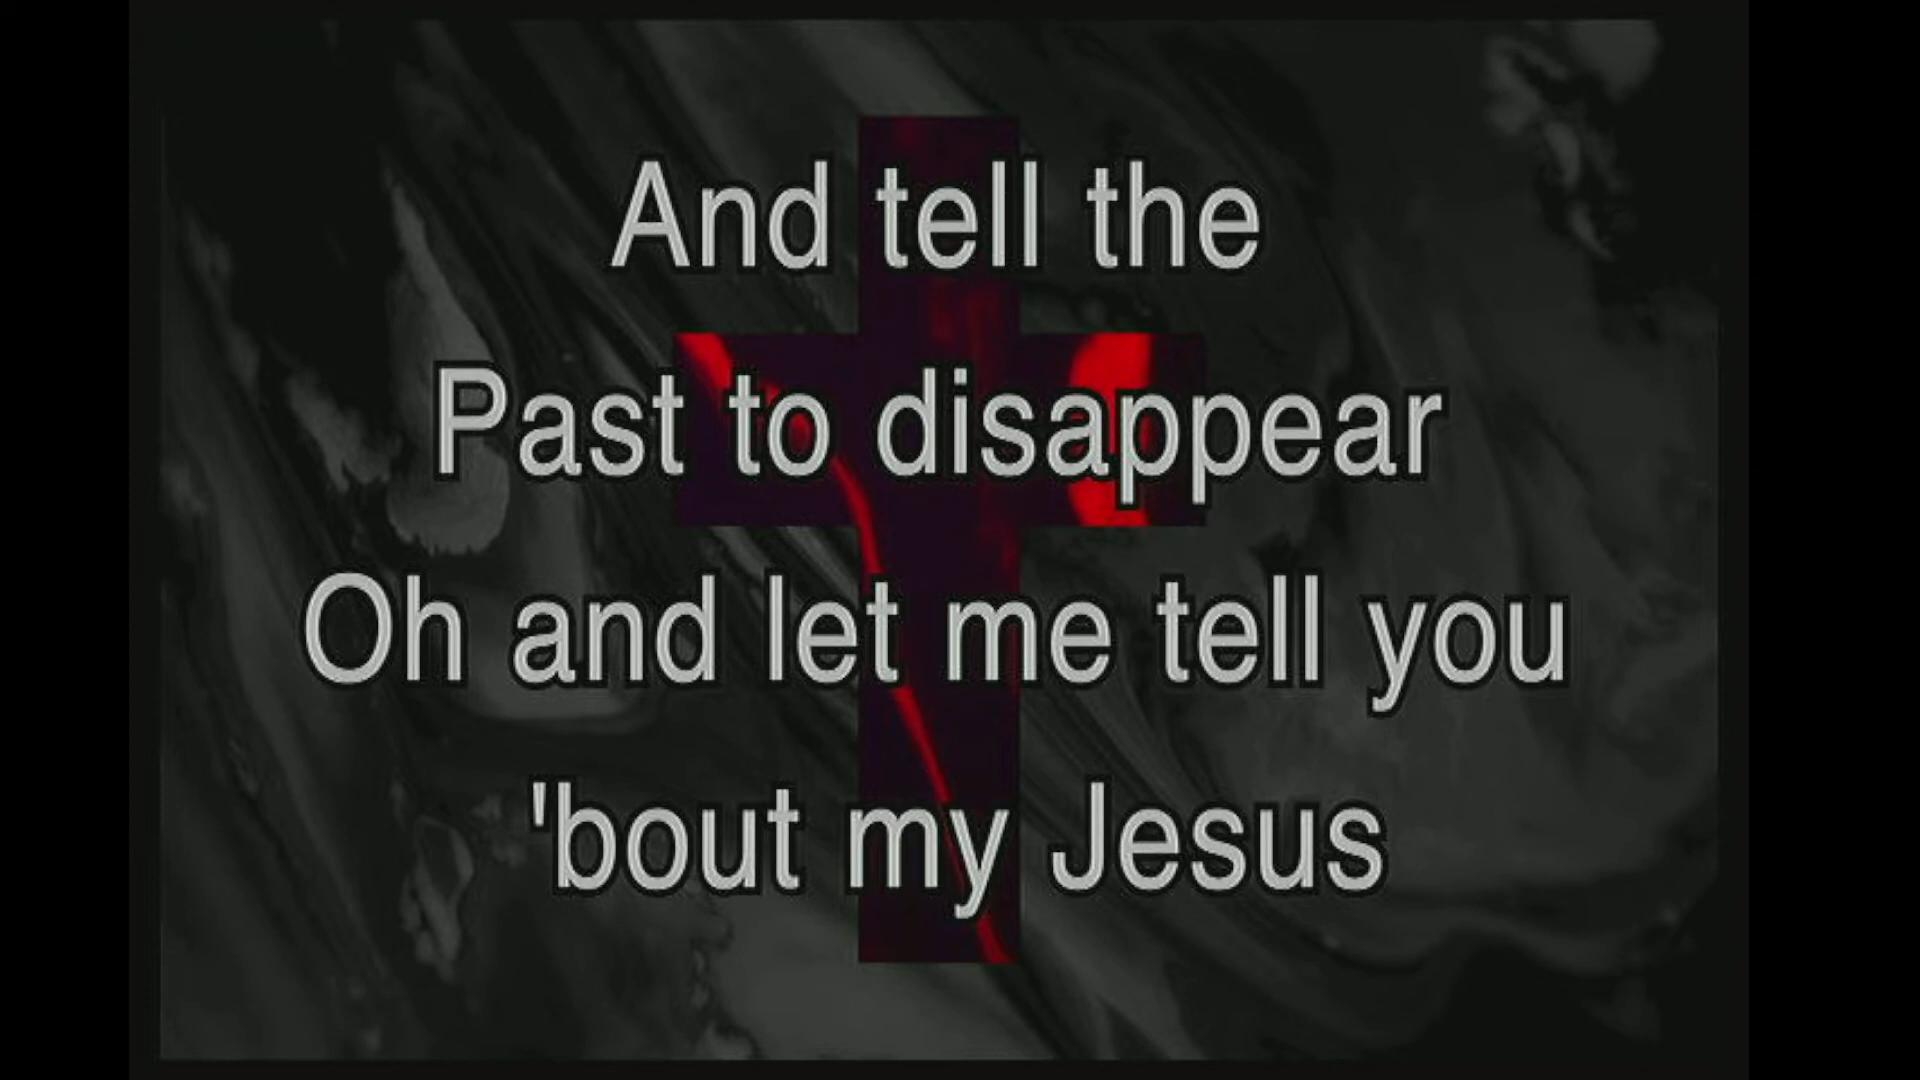 And tell the
Past to disappear
Oh and let me tell you
'bout my Jesus